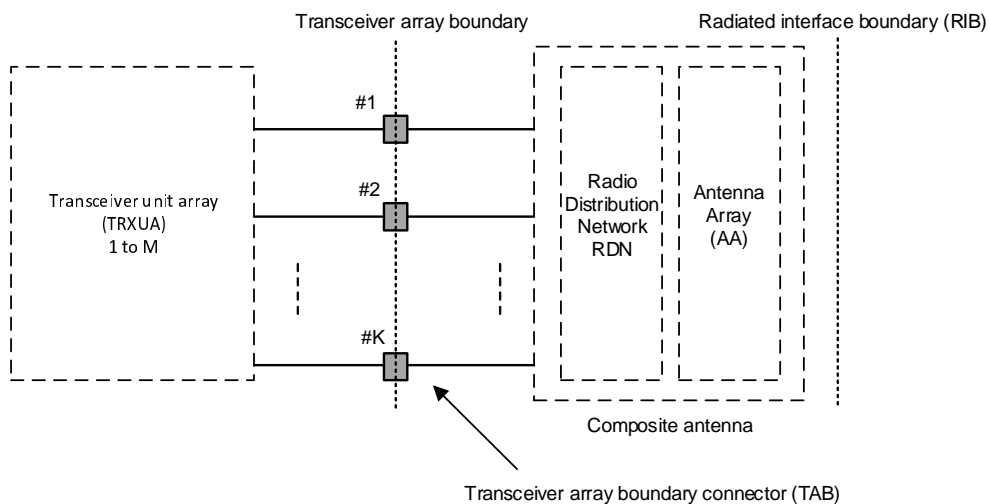 Transceiver array boundary
Radiated interface boundary (RIB)
#1
#2
#K
Transceiver unit array
(TRXUA)
1 to M
Radio
Distribution
Network
RDN
Antenna
Array
(AA)
Composite antenna
Transceiver array boundary connector (TAB)